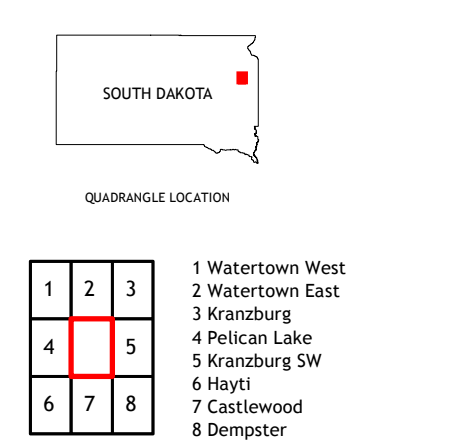 SOUTH DAKOTA
QUADRANGLE LOCATION
1 2 3
4 5
6 7 8
1 Watertown West
2 Watertown East
3 Kranzburg
4 Pelican Lake
5 Kranzburg SW
6 Hayti
7 Castlewood
8 Dempster